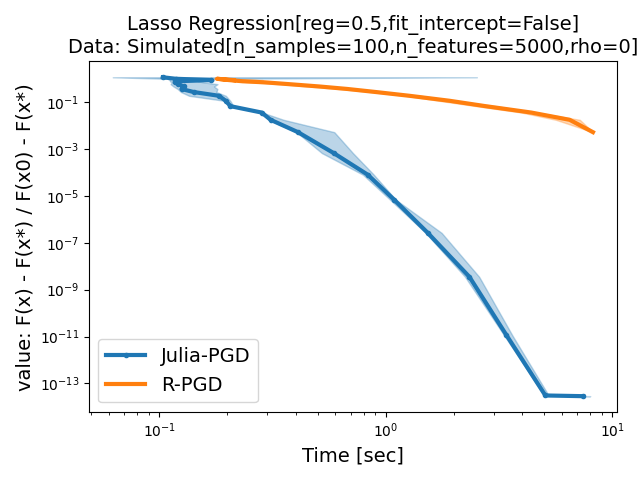 Lasso Regression[reg=0.5,fit_intercept=False]
Data: Simulated[n_samples=100,n_features=5000,rho=0]
value: F(x) - F(x*) / F(x0) - F(x*)
10⁻¹
10⁻³
10⁻⁵
10⁻⁷
10⁻⁹
10⁻¹¹
10⁻¹³
Julia-PGD
R-PGD
10⁻¹ 10⁰ 10¹
Time [sec]